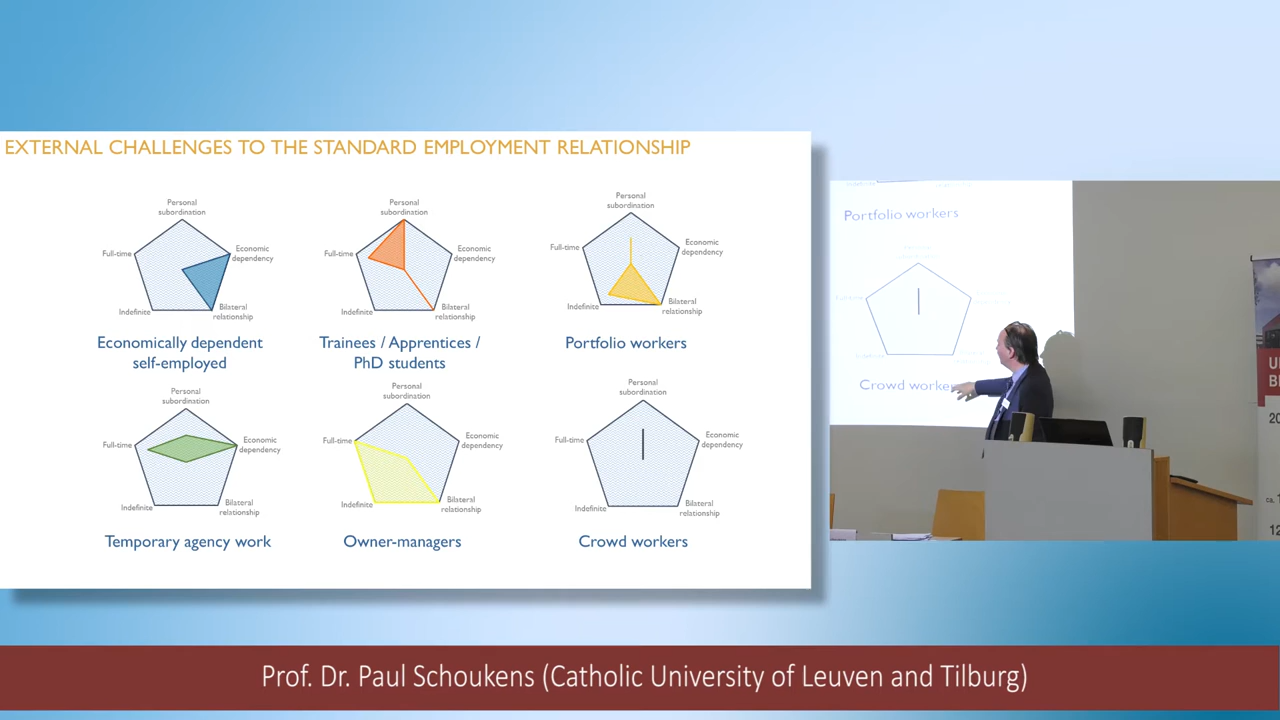 EXTERNAL CHALLENGES TO THE STANDARD EMPLOYMENT RELATIONSHIP
Personal
subordination
Full-time
Economic
dependency
Indefinite
Bilateral
relationship
Economically dependent
self-employed
Personal
subordination
Full-time
Economic
dependency
Indefinite
Bilateral
relationship
Trainees / Apprentices /
PhD students
Personal
subordination
Full-time
Economic
dependency
Indefinite
Bilateral
relationship
Portfolio workers
Personal
subordination
Full-time
Economic
dependency
Indefinite
Bilateral
relationship
Temporary agency work
Personal
subordination
Full-time
Economic
dependency
Indefinite
Bilateral
relationship
Owner-managers
Personal
subordination
Full-time
Economic
dependency
Indefinite
Bilateral
relationship
Crowd workers
Portfolio workers
Crowd
Prof. Dr. Paul Schoukens (Catholic University of Leuven and Tilburg)